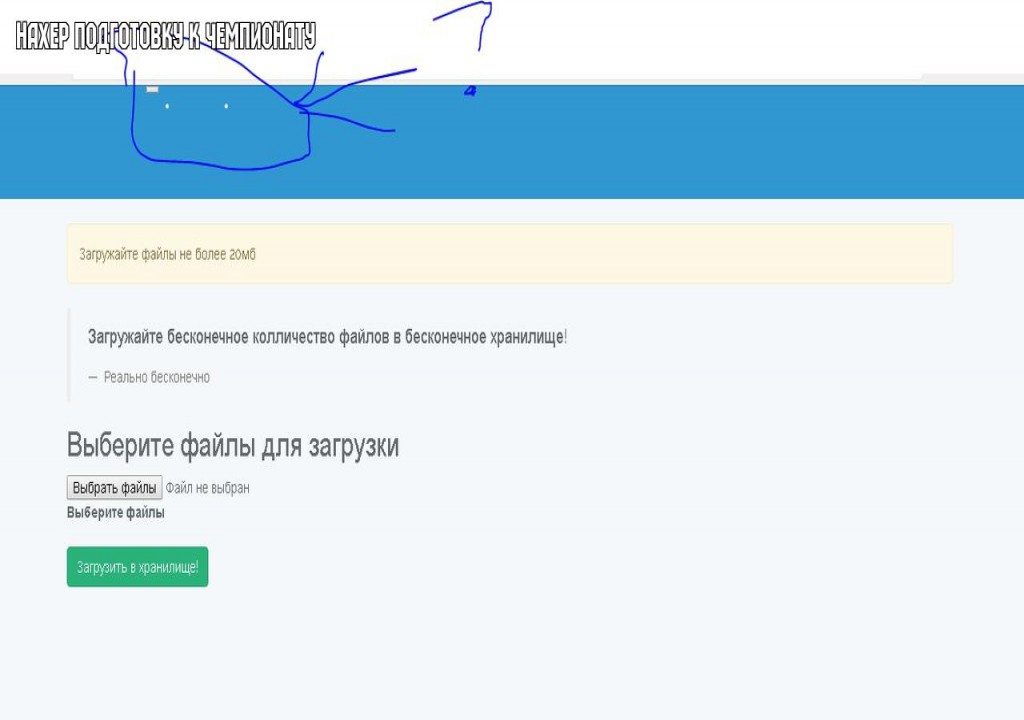 НАХЕР ПОДГОТОВКУ К ЧЕМПИОНАТУ
Загружайте файлы не более 20мб
Загружайте бесконечное колличество файлов в бесконечное хранилище!
— Реально бесконечно
Выберите файлы для загрузки
Выбрать файлы Файл не выбран
Выберите файлы
Загрузить в хранилище!